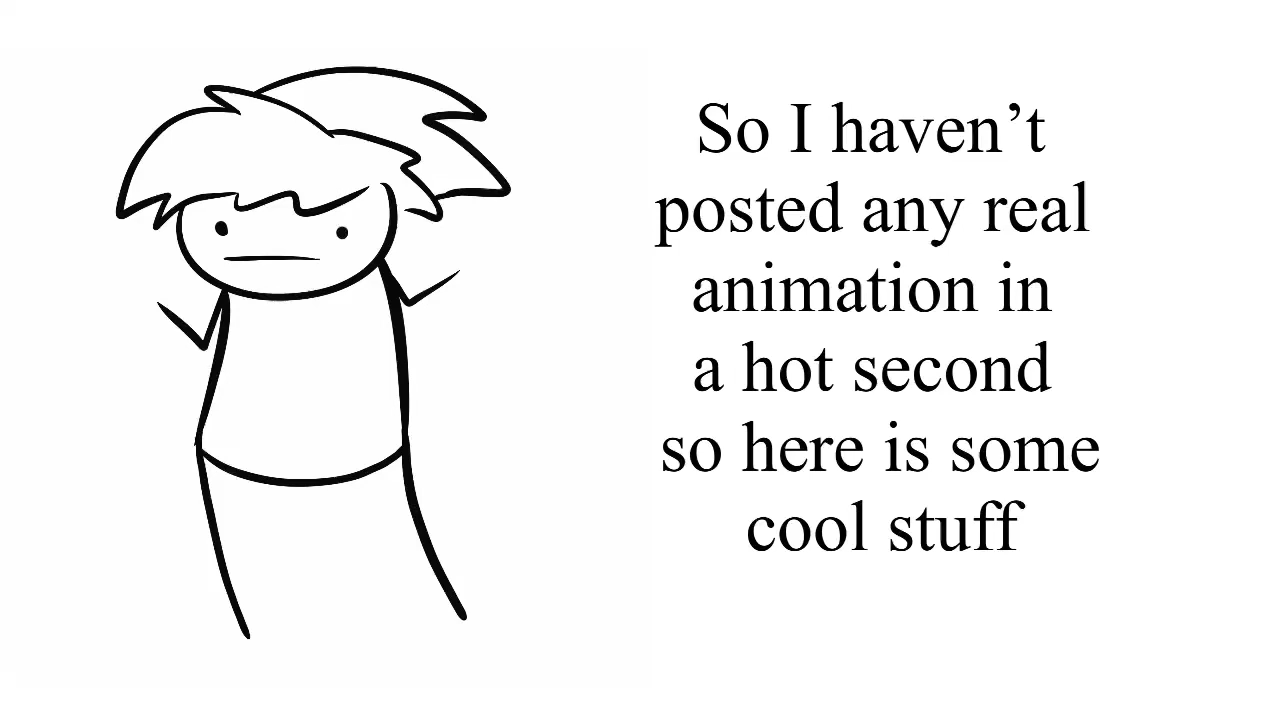 So I haven’t
posted any real
animation in
a hot second
so here is some
cool stuff